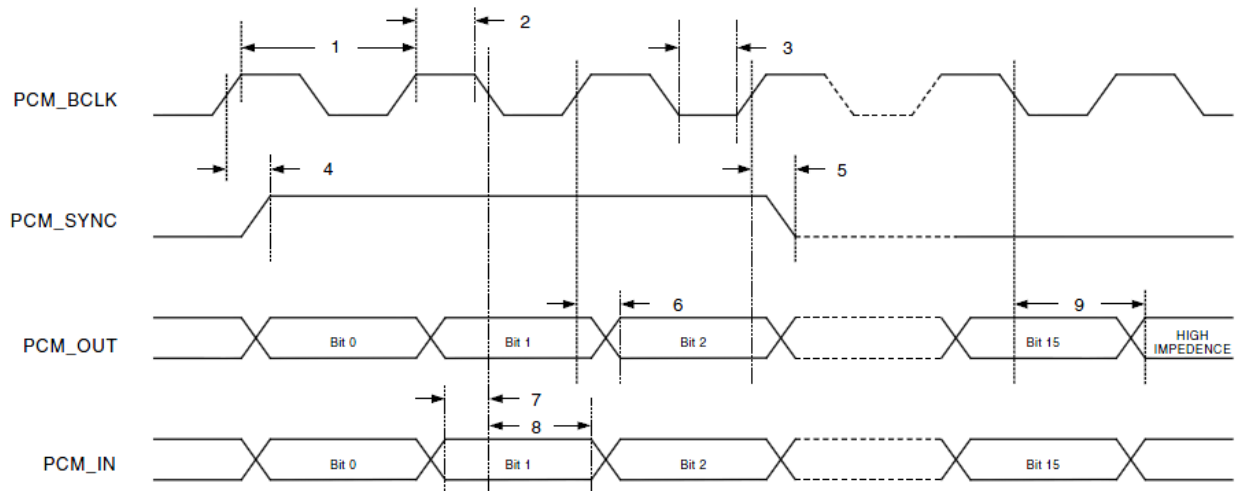 1
2
3
PCM_BCLK
4
5
PCM_SYNC
6
9
PCM_OUT
Bit 0
Bit 1
Bit 2
Bit 15
HIGH
IMPEDENCE
7
8
PCM_IN
Bit 0
Bit 1
Bit 2
Bit 15